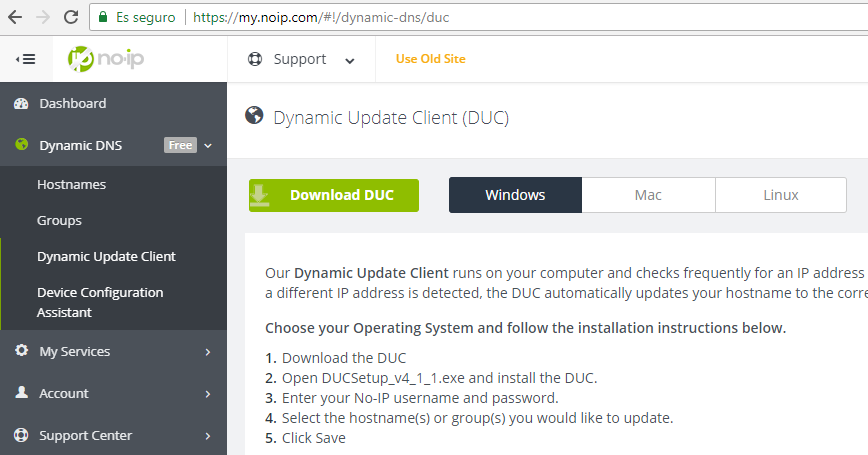 Es seguro https://my.noip.com/#!/dynamic-dns/duc
no-ip
Support
Use Old Site
Dashboard
Dynamic DNS Free
Hostnames
Groups
Dynamic Update Client
Device Configuration
Assistant
My Services
Account
Support Center
Dynamic Update Client (DUC)
Download DUC
Windows
Mac
Linux
Our Dynamic Update Client runs on your computer and checks frequently for an IP address
a different IP address is detected, the DUC automatically updates your hostname to the corre
Choose your Operating System and follow the installation instructions below.
1. Download the DUC
2. Open DUCSetup_v4_1_1.exe and install the DUC.
3. Enter your No-IP username and password.
4. Select the hostname(s) or group(s) you would like to update.
5. Click Save